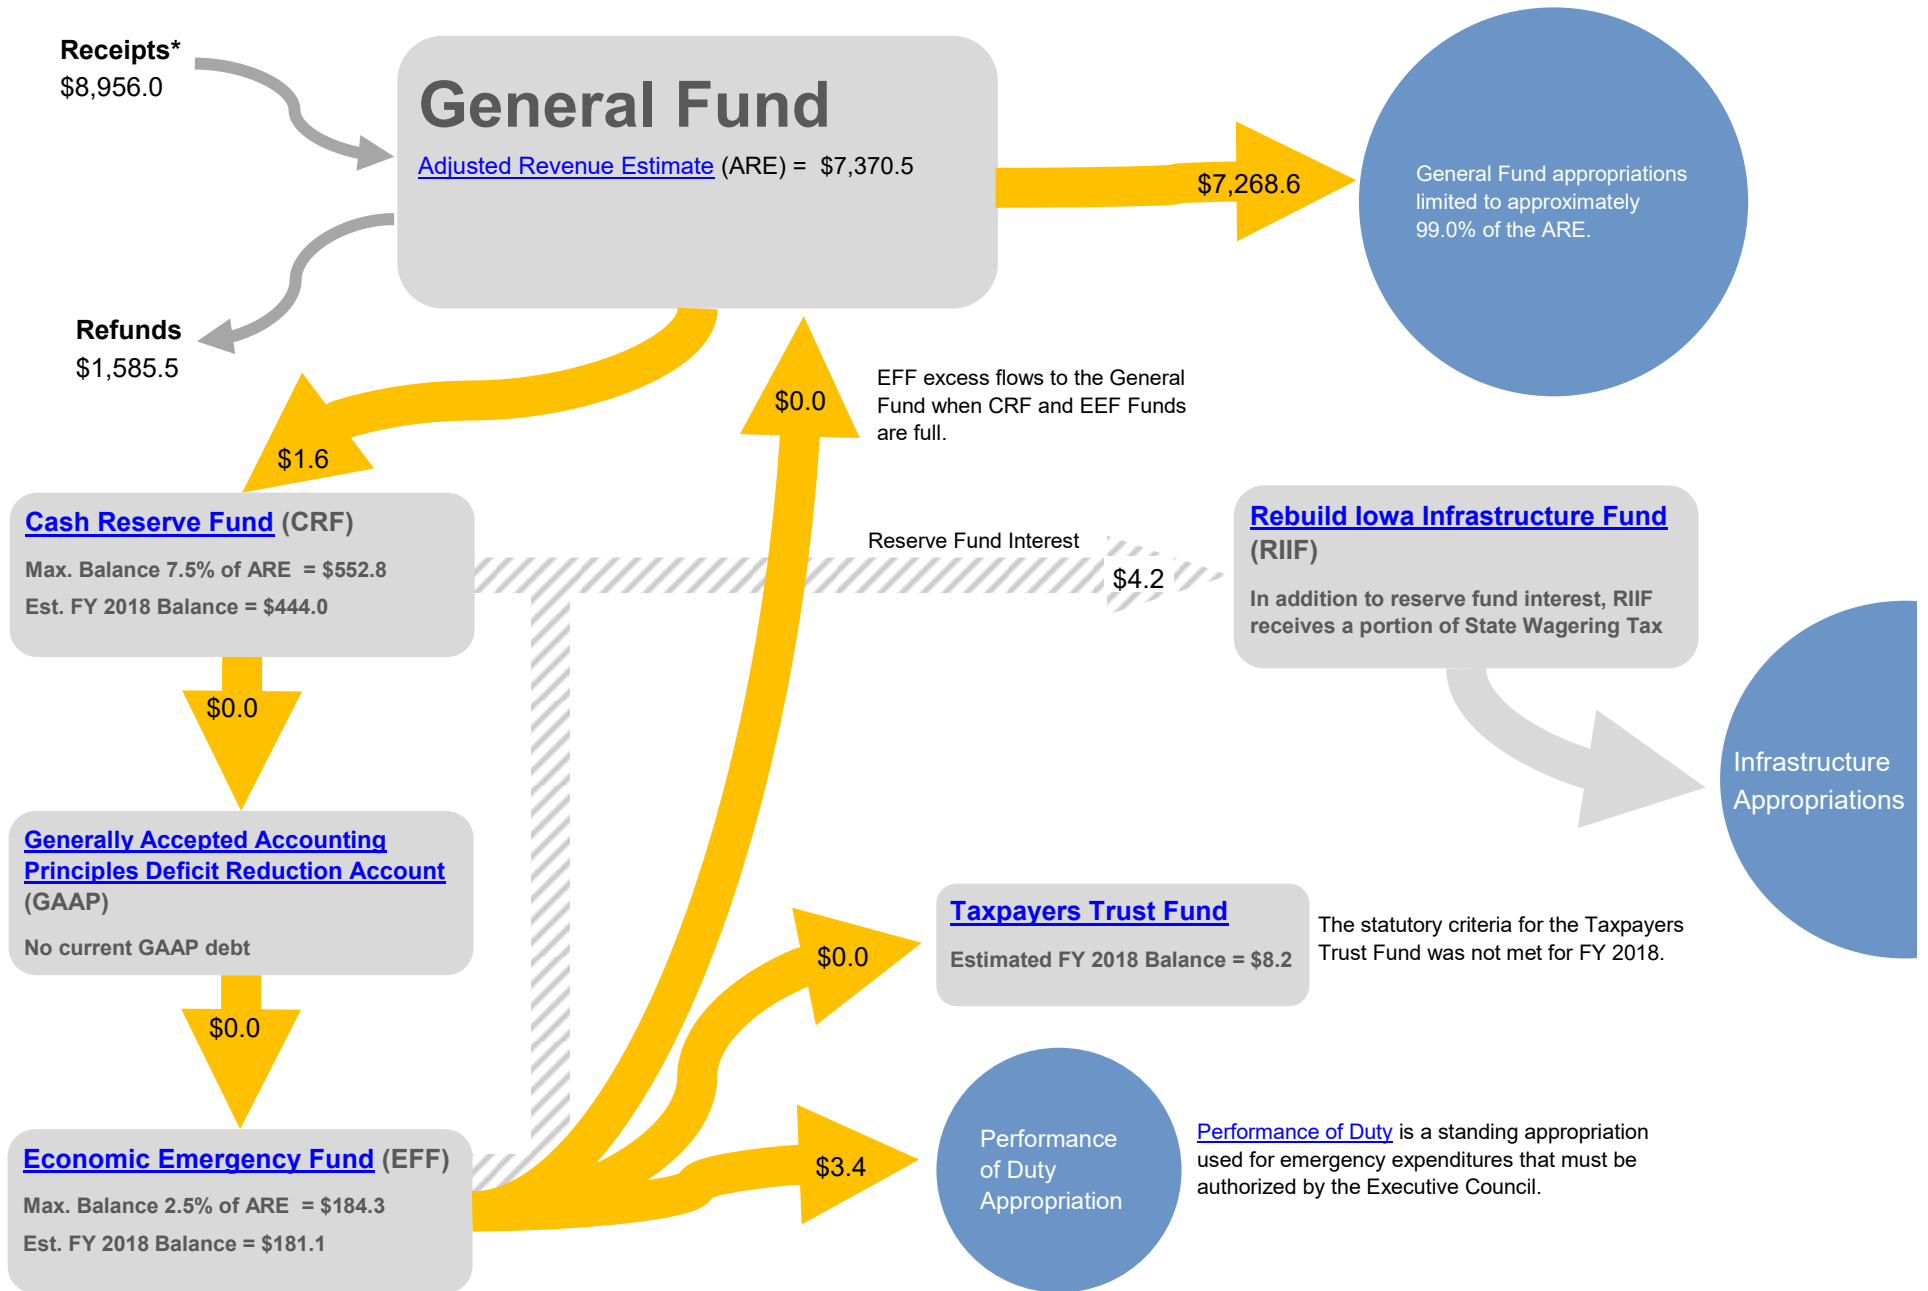 Receipts*
$8,956.0
General Fund
Adjusted Revenue Estimate (ARE) =  $7,370.5
$7,268.6
General Fund appropriations
limited to approximately
99.0% of the ARE.
Refunds
$1,585.5
$1.6
$0.0
EFF excess flows to the General
Fund when CRF and EEF Funds
are full.
Cash Reserve Fund (CRF)
Max. Balance 7.5% of ARE  = $552.8
Est. FY 2018 Balance = $444.0
Reserve Fund Interest
$4.2
Rebuild Iowa Infrastructure Fund
(RIIF)
In addition to reserve fund interest, RIIF
receives a portion of State Wagering Tax
$0.0
Infrastructure
Appropriations
Generally Accepted Accounting
Principles Deficit Reduction Account
(GAAP)
No current GAAP debt
$0.0
Taxpayers Trust Fund
Estimated FY 2018 Balance = $8.2
The statutory criteria for the Taxpayers
Trust Fund was not met for FY 2018.
$0.0
Economic Emergency Fund (EFF)
Max. Balance 2.5% of ARE  = $184.3
Est. FY 2018 Balance = $181.1
$3.4
Performance
of Duty
Appropriation
Performance of Duty is a standing appropriation
used for emergency expenditures that must be
authorized by the Executive Council.